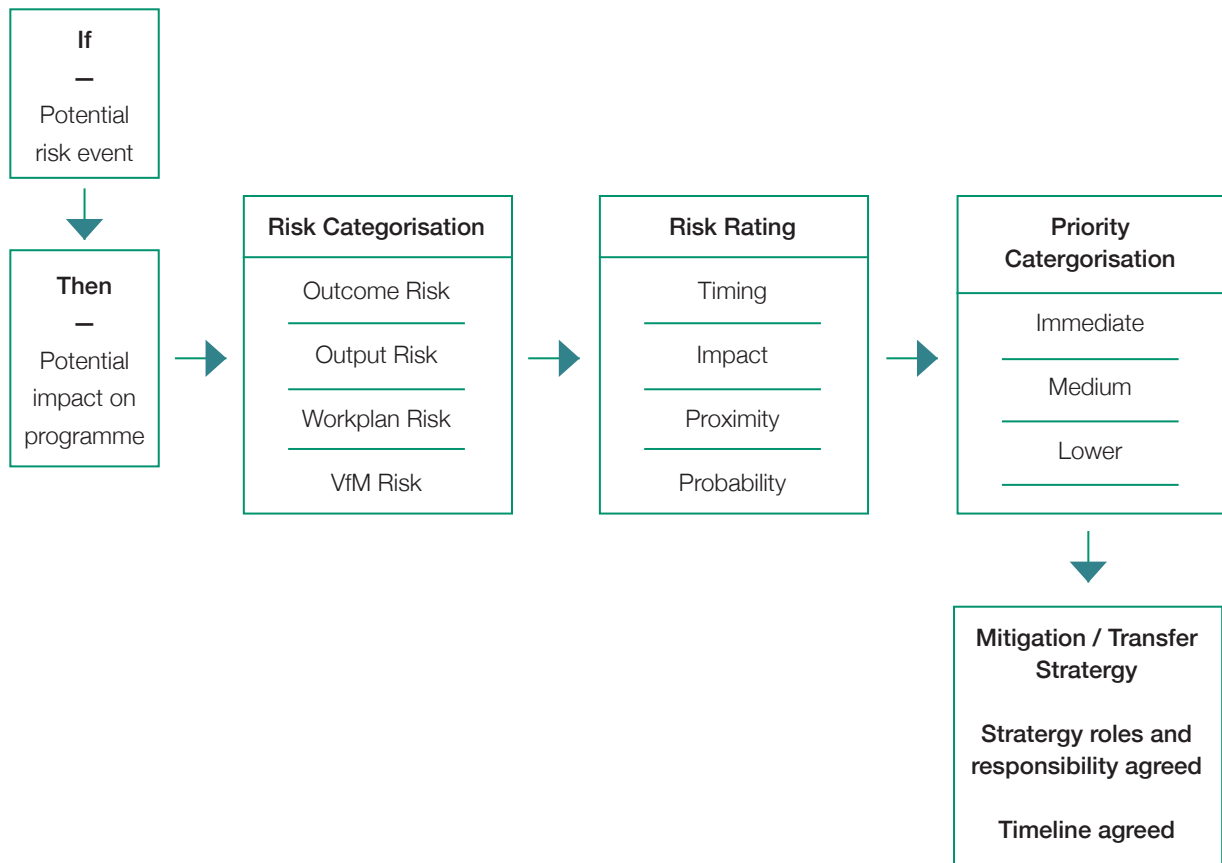 If
—
Potential
risk event
Then
—
Potential
impact on
programme
Risk Categorisation
Outcome Risk
Output Risk
Workplan Risk
VfM Risk
Risk Rating
Timing
Impact
Proximity
Probability
Priority
Catergorisation
Immediate
Medium
Lower
Mitigation / Transfer
Stratergy
Stratergy roles and
responsibility agreed
Timeline agreed